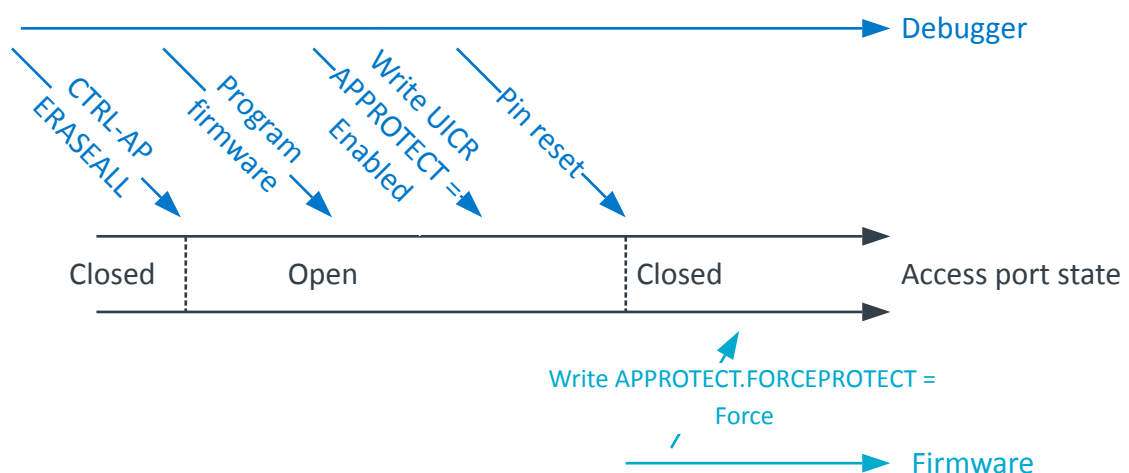 Debugger
CTRL-AP
ERASEALL
Program
firmware
Write UICR
APPROTECT =
Enabled
Pin reset
Closed
Open
Closed
Access port state
Write APPROTECT.FORCEPROTECT =
Force
Firmware